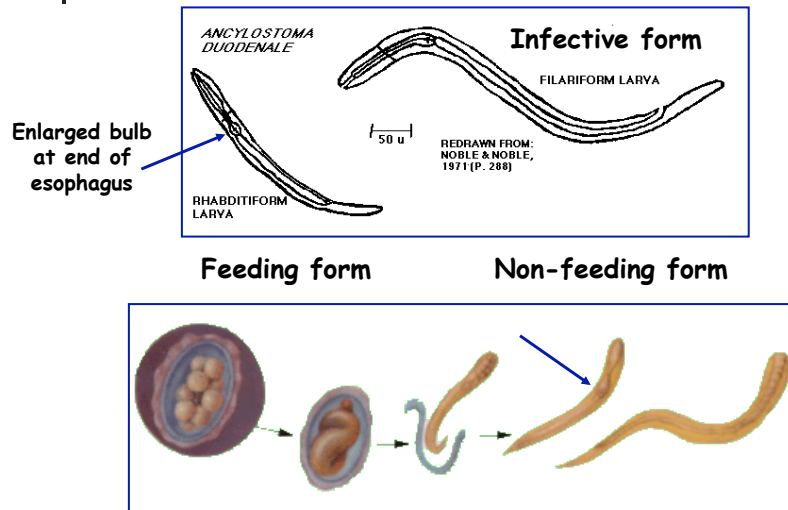 ANCYLOSTOMA
DUODENALE
Infective form
FILARIFORM LARVA
Enlarged bulb
at end of
esophagus
50 u
REDRAWN FROM:
NOBLE & NOBLE,
1971 (P. 288)
RHABDITIFORM
LARVA
Feeding form
Non-feeding form